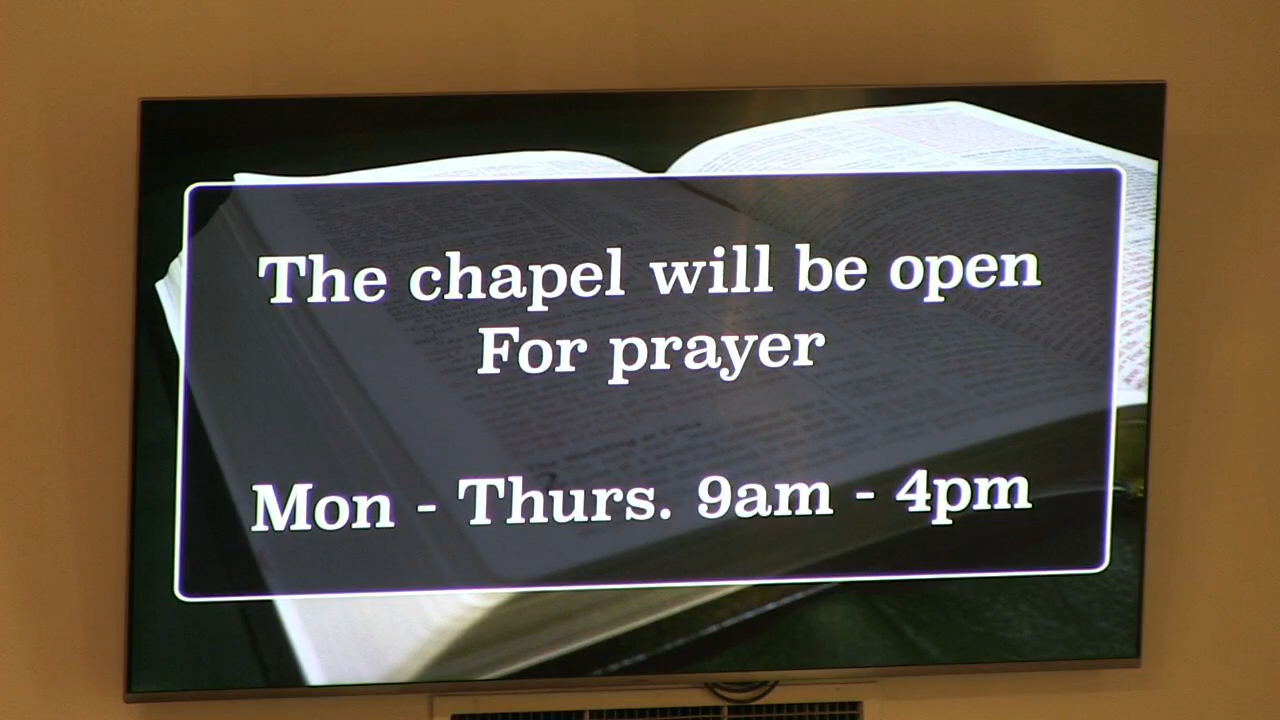 The chapel will be open
For prayer
Mon - Thurs. 9am - 4pm